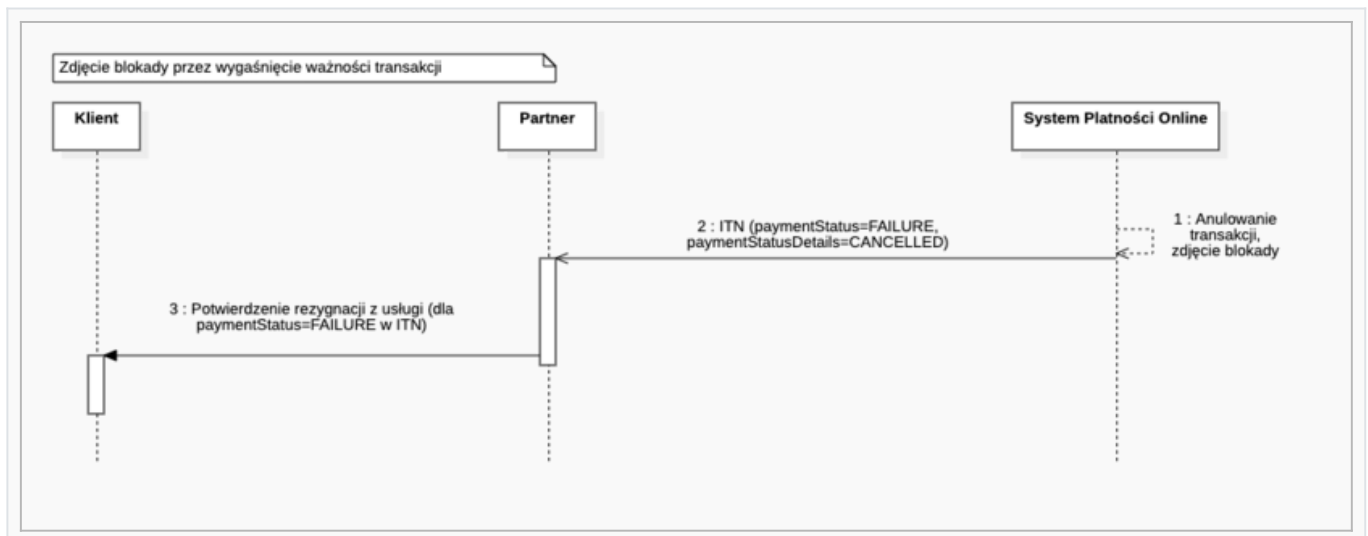 Zdjęcie blokady przez wygaśnięcie ważności transakcji
Klient
Partner
System Platności Online
1 : Anulowanie
transakcji,
zdjęcie blokady
2 : ITN (paymentStatus=FAILURE,
paymentStatusDetails=CANCELLED)
3 : Potwierdzenie rezygnacji z usługi (dla
paymentStatus=FAILURE w ITN)